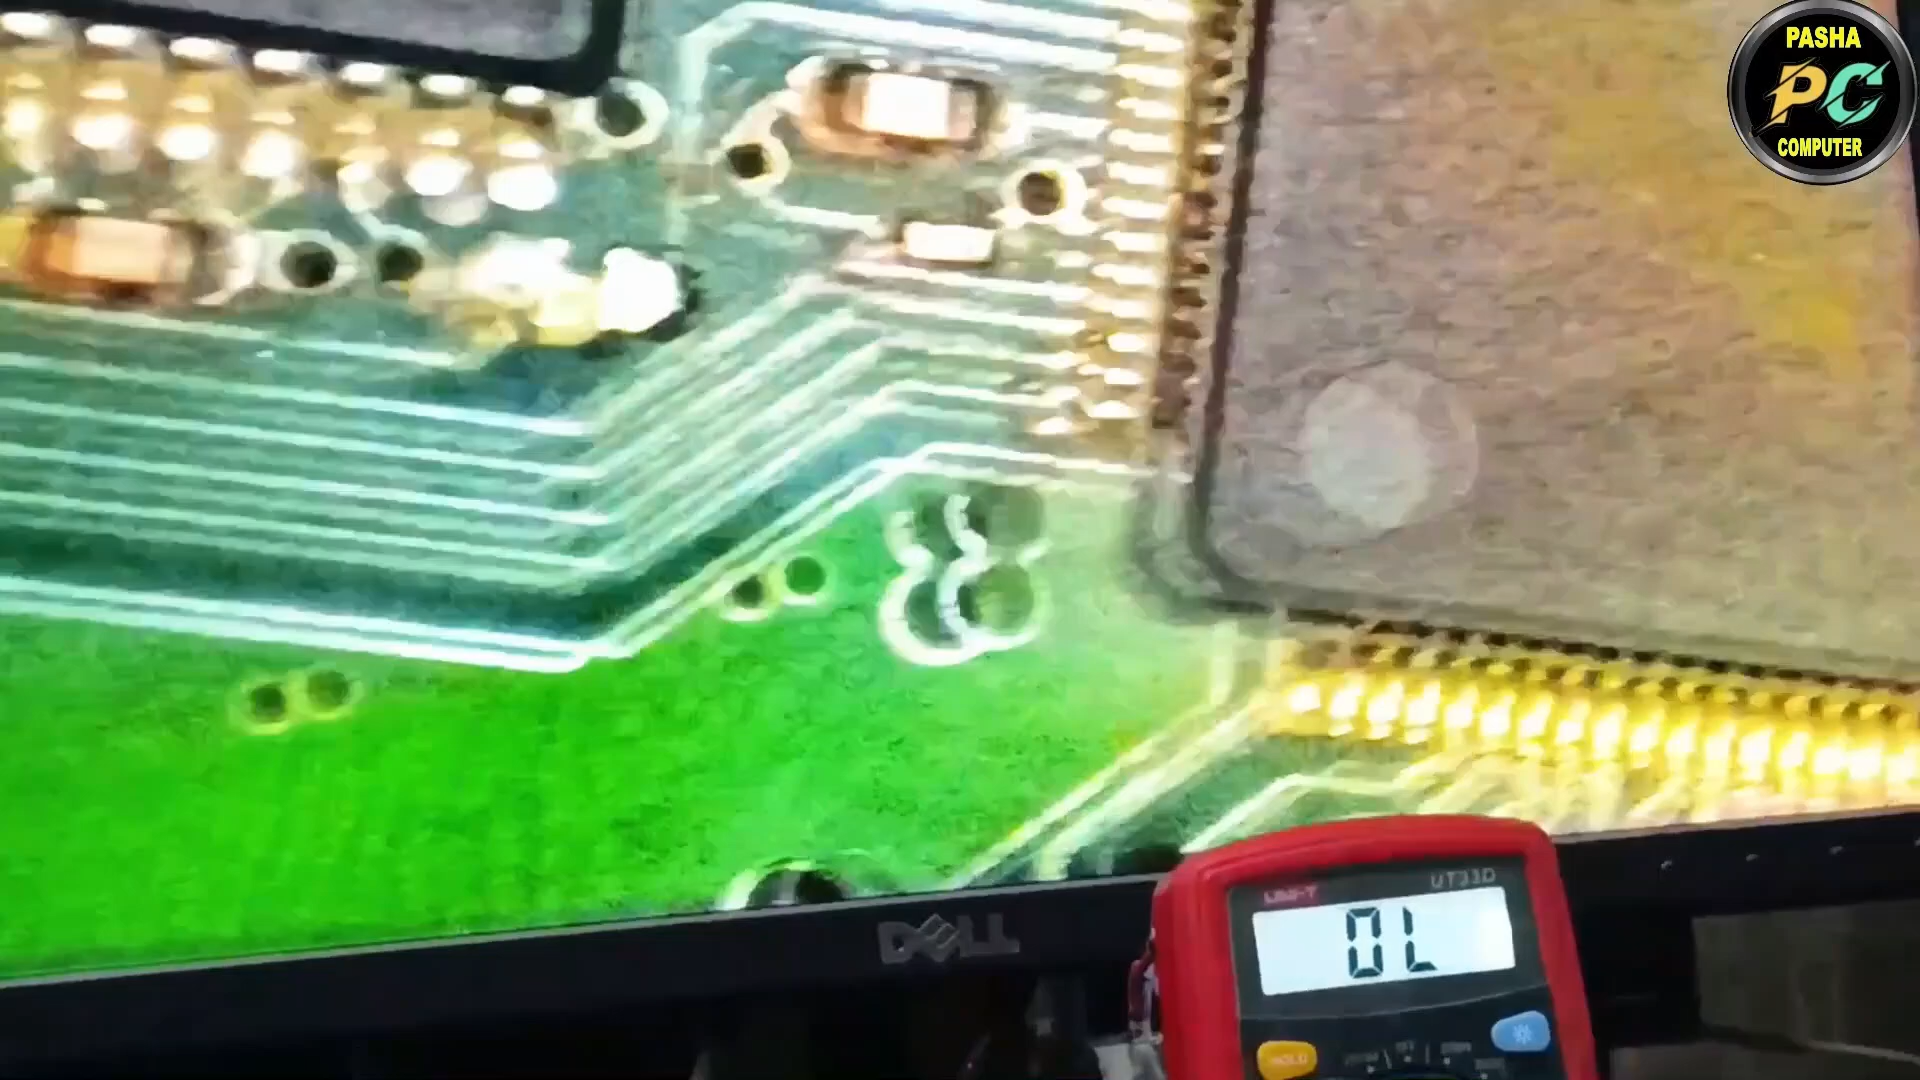 PASHA
PC
COMPUTER
DELL
UNI-T
UT33D
OL
HOLD